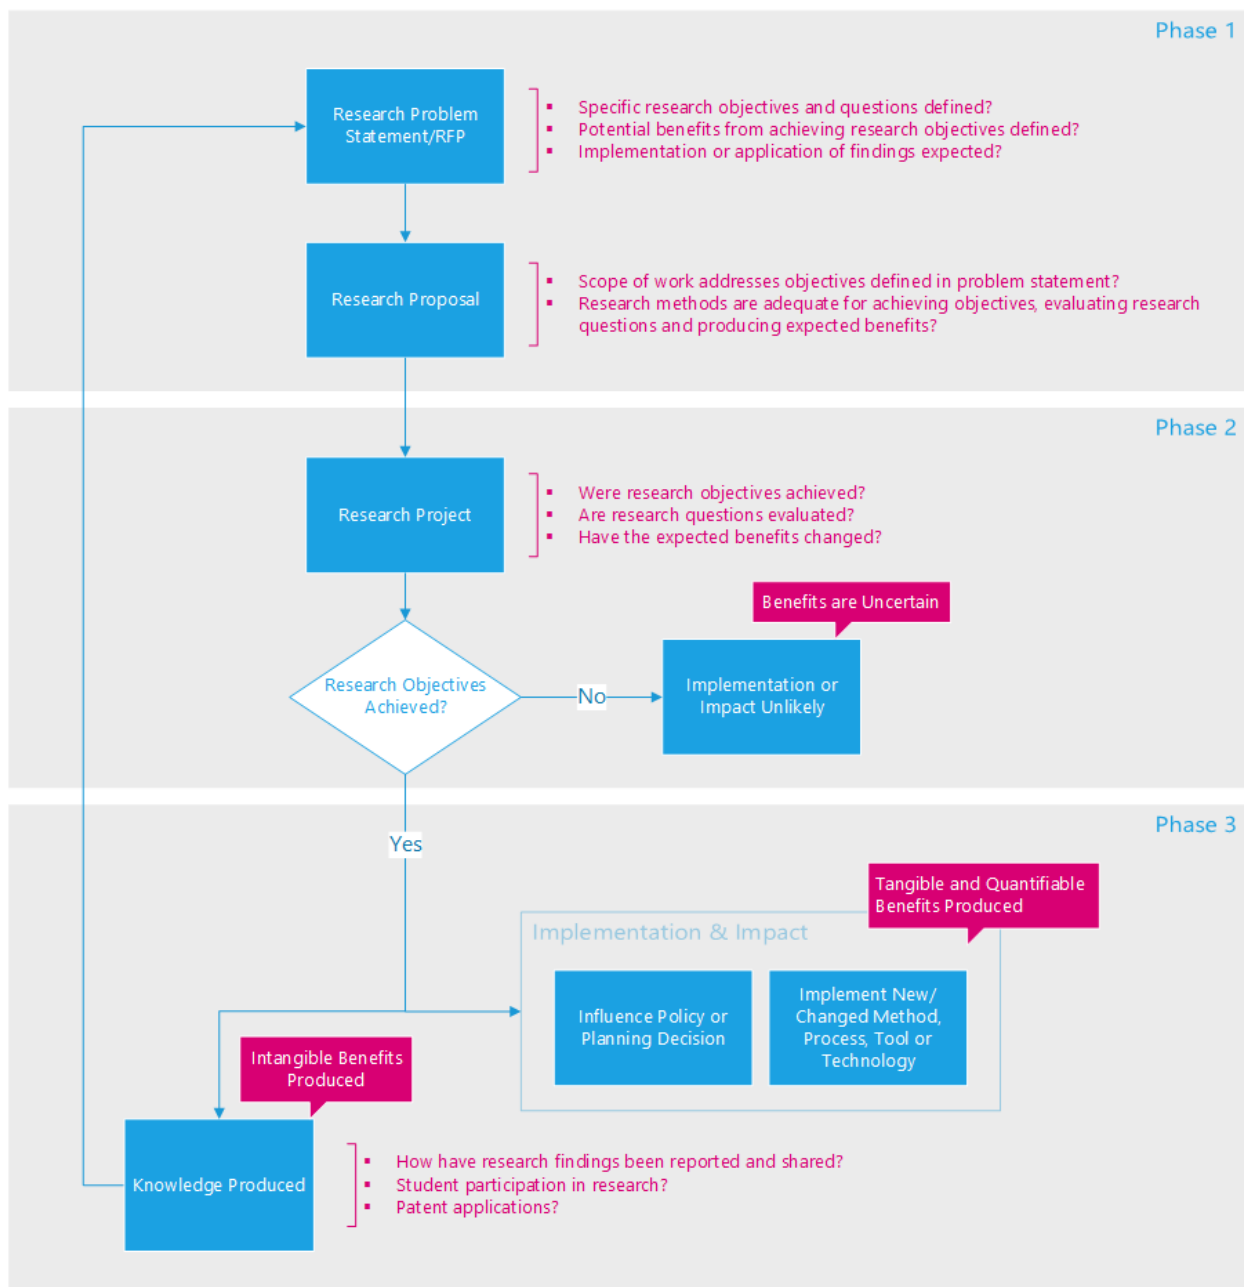 Phase 1
Research Problem
Statement/RFP
▪ Specific research objectives and questions defined?
▪ Potential benefits from achieving research objectives defined?
▪ Implementation or application of findings expected?
Research Proposal
▪ Scope of work addresses objectives defined in problem statement?
▪ Research methods are adequate for achieving objectives, evaluating research
questions and producing expected benefits?
Phase 2
Research Project
▪ Were research objectives achieved?
▪ Are research questions evaluated?
▪ Have the expected benefits changed?
Benefits are Uncertain
Research Objectives
Achieved?
No
Implementation or
Impact Unlikely
Phase 3
Yes
Tangible and Quantifiable
Benefits Produced
Implementation & Impact
Influence Policy or
Planning Decision
Implement New/
Changed Method,
Process, Tool or
Technology
Intangible Benefits
Produced
Knowledge Produced
▪ How have research findings been reported and shared?
▪ Student participation in research?
▪ Patent applications?